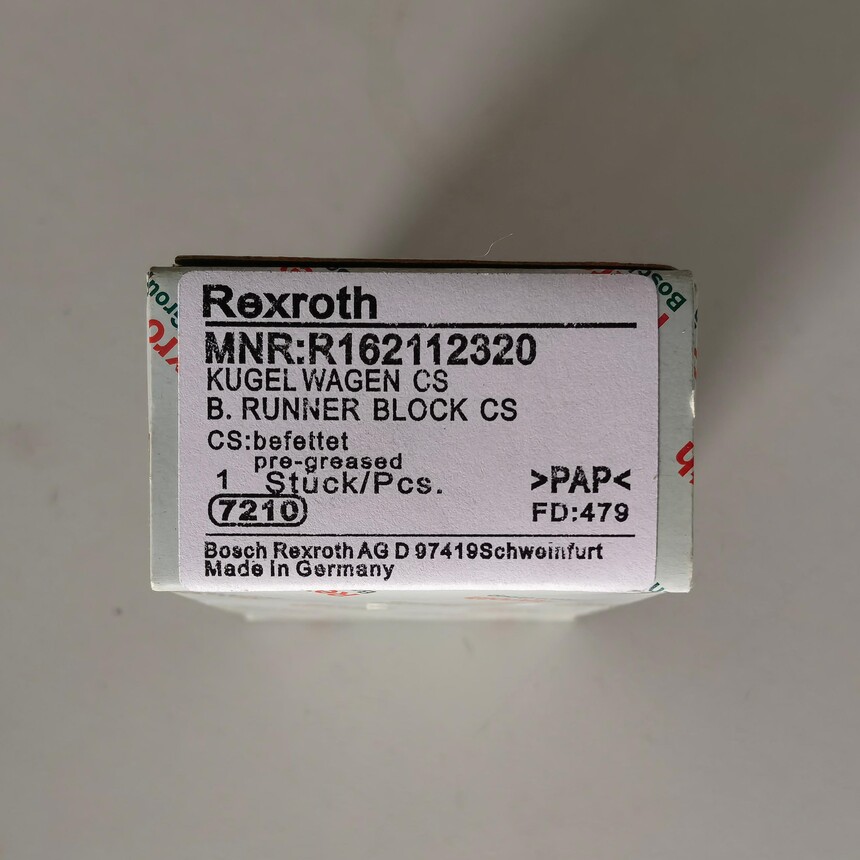 Rexroth
MNR:R162112320
KUGELWAGEN CS
B. RUNNER BLOCK CS
CS:befettet
pre-greased
1 Stück/Pcs.
>PAP<
7210
FD:479
Bosch Rexroth AG D 97419Schweinfurt
Made in Germany